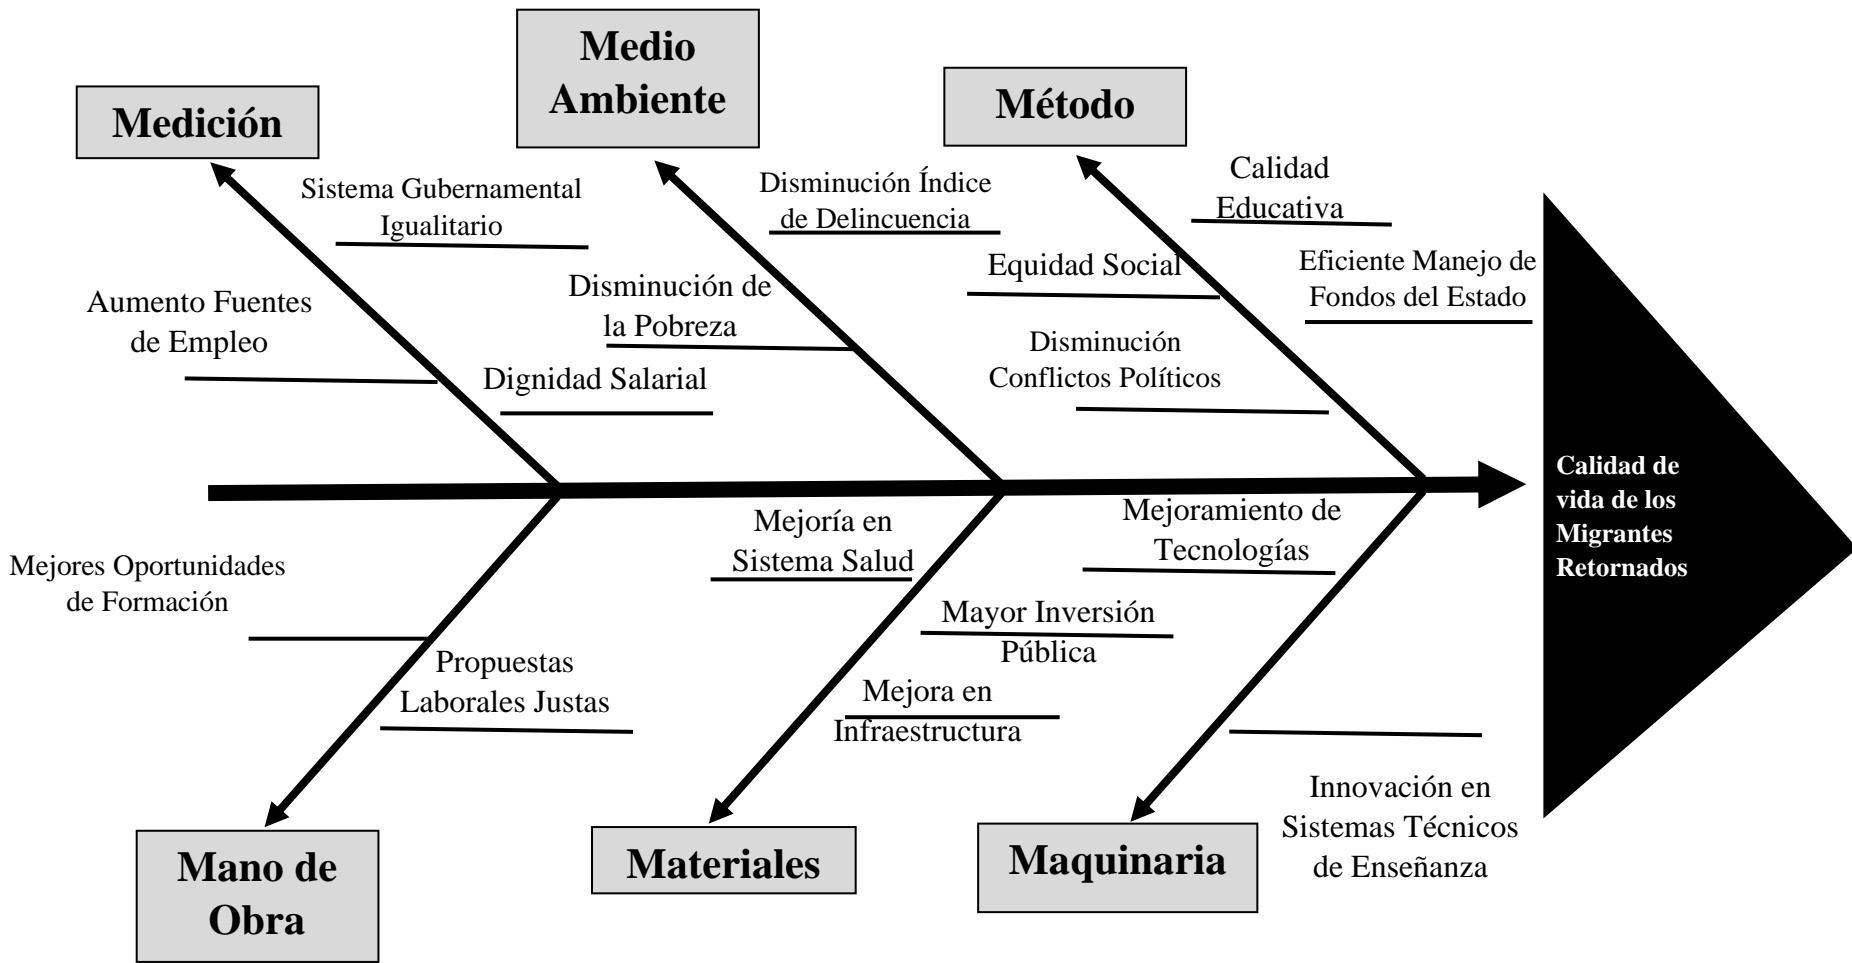 Medición
Medio
Ambiente
Método
Sistema Gubernamental
Igualitario
Aumento Fuentes
de Empleo
Dignidad Salarial
Disminución de
la Pobreza
Disminución Índice
de Delincuencia
Equidad Social
Disminución
Conflictos Políticos
Calidad
Educativa
Eficiente Manejo de
Fondos del Estado
Calidad de
vida de los
Migrantes
Retornados
Mejores Oportunidades
de Formación
Propuestas
Laborales Justas
Mejoría en
Sistema Salud
Mayor Inversión
Pública
Mejora en
Infraestructura
Mejoramiento de
Tecnologías
Innovación en
Sistemas Técnicos
de Enseñanza
Mano de
Obra
Materiales
Maquinaria